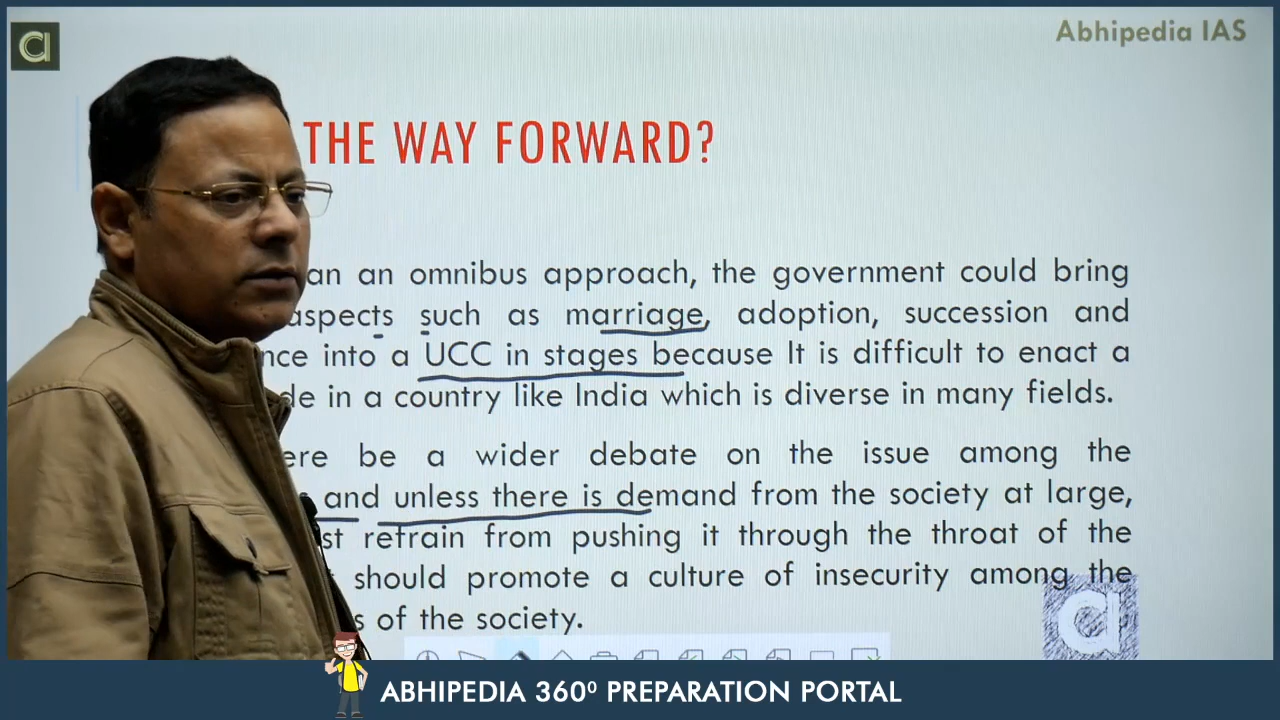 Abhipedia IAS
THE WAY FORWARD?
an an omnibus approach, the government could bring
aspects such as marriage, adoption, succession and
nce into a UCC in stages because It is difficult to enact a
de in a country like India which is diverse in many fields.
ere be a wider debate on the issue among the
and unless there is demand from the society at large,
st refrain from pushing it through the throat of the
should promote a culture of insecurity among the
s of the society.
ABHIPEDIA 360⁰ PREPARATION PORTAL